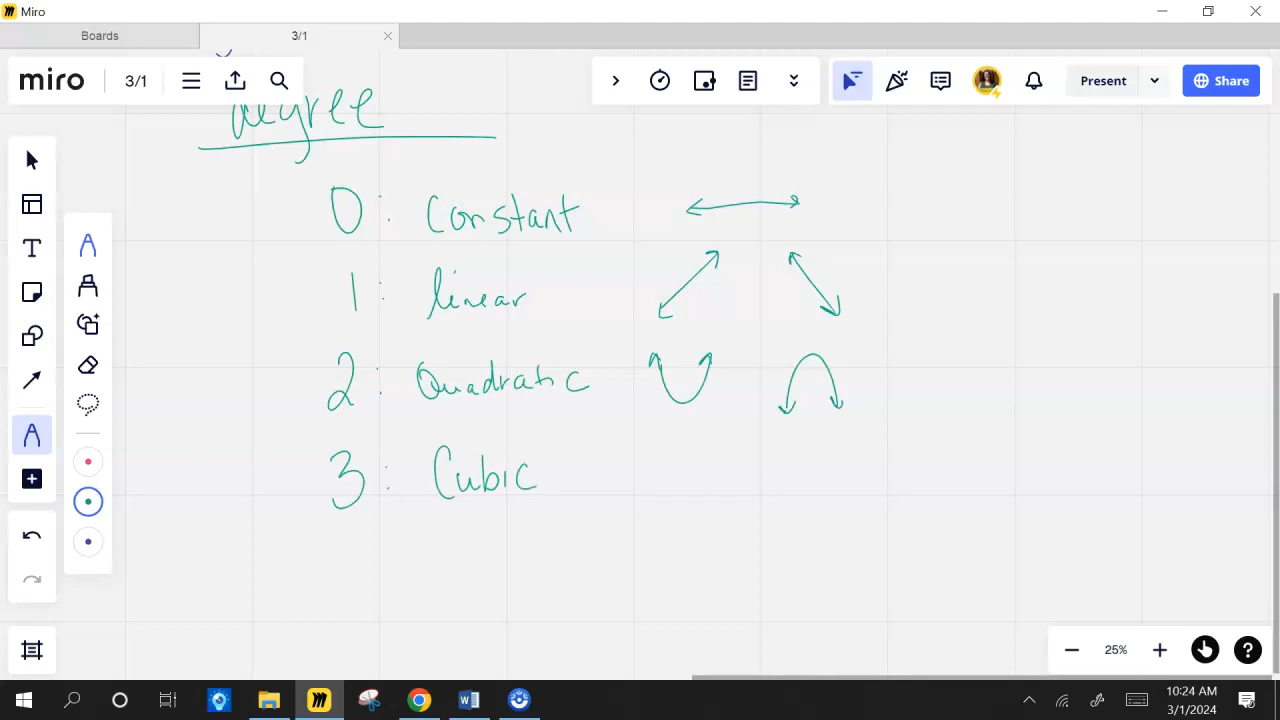 Miro
Boards
3/1
miro
3/1
Present
Share
degree
0: Constant
1: linear
2: Quadratic
3: Cubic
25%
10:24 AM
3/1/2024